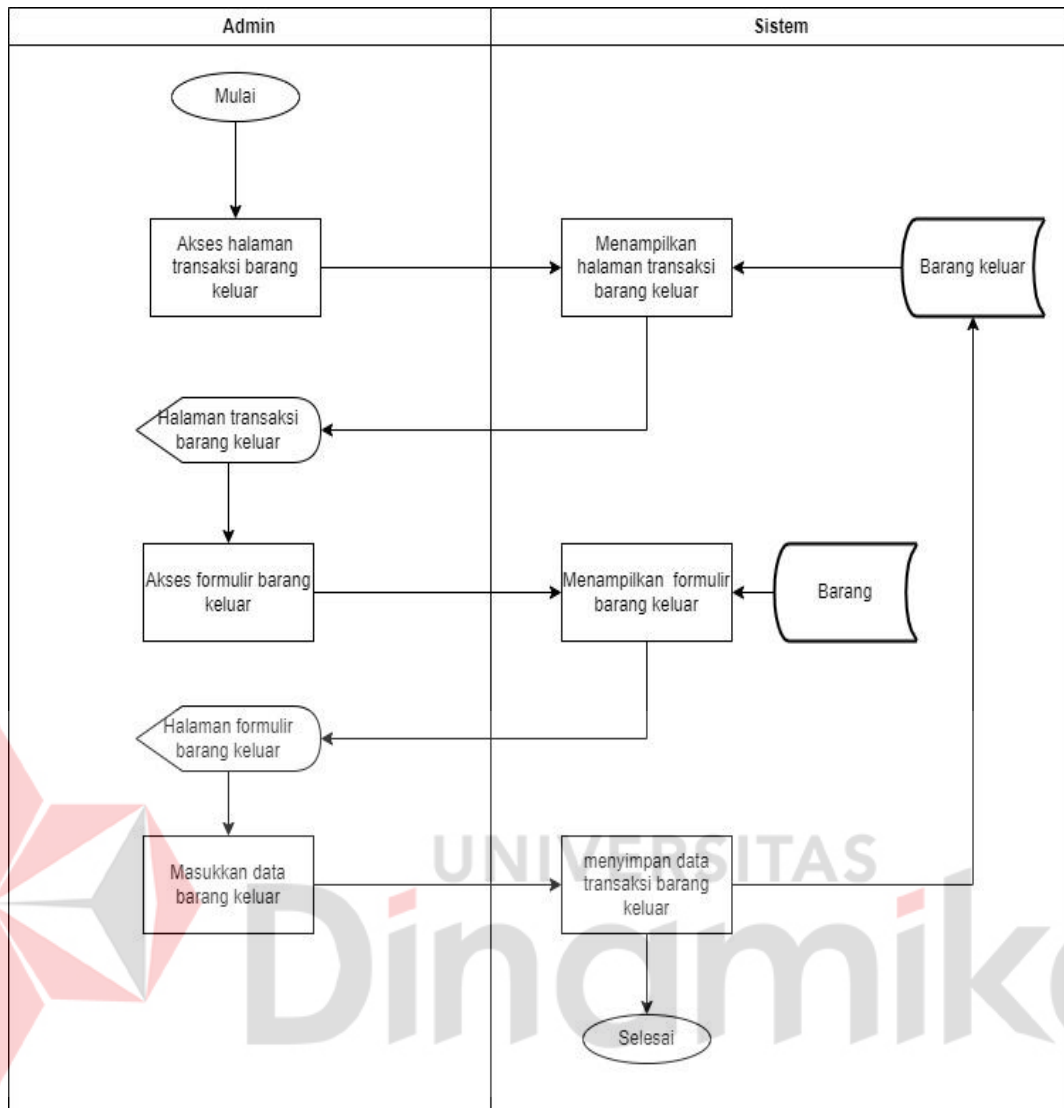 Admin
Sistem
Mulai
Akses halaman
transaksi barang
keluar
Menampilkan
halaman transaksi
barang keluar
Barang keluar
Halaman transaksi
barang keluar
Akses formulir barang
keluar
Menampilkan formulir
barang keluar
Barang
Halaman formulir
barang keluar
Masukkan data
barang keluar
menyimpan data
transaksi barang
keluar
Selesai
UNIVERSITAS
Dinamika